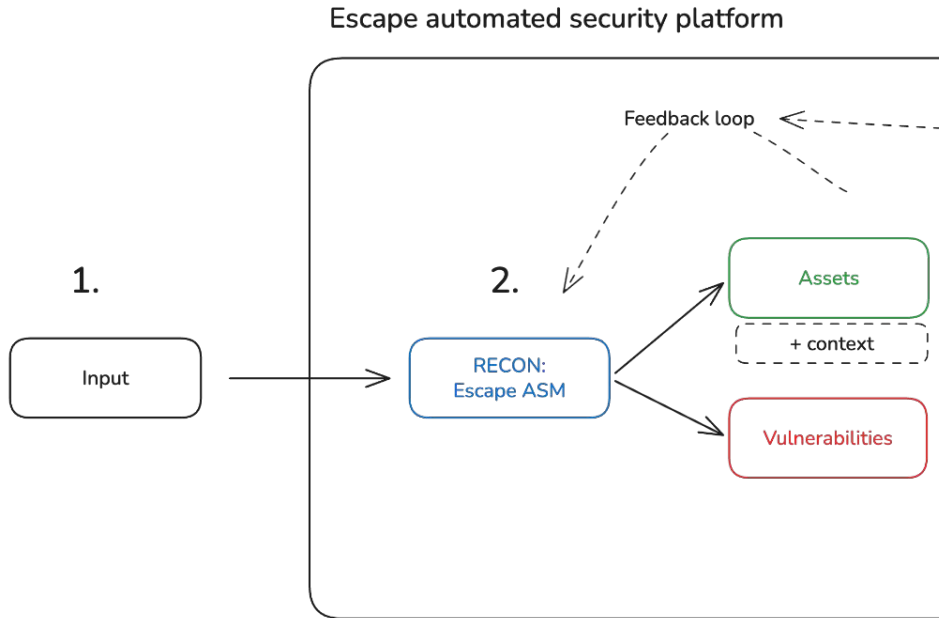 Escape automated security platform
Feedback loop
1.
2.
Assets
+ context
Input
RECON:
Escape ASM
Vulnerabilities